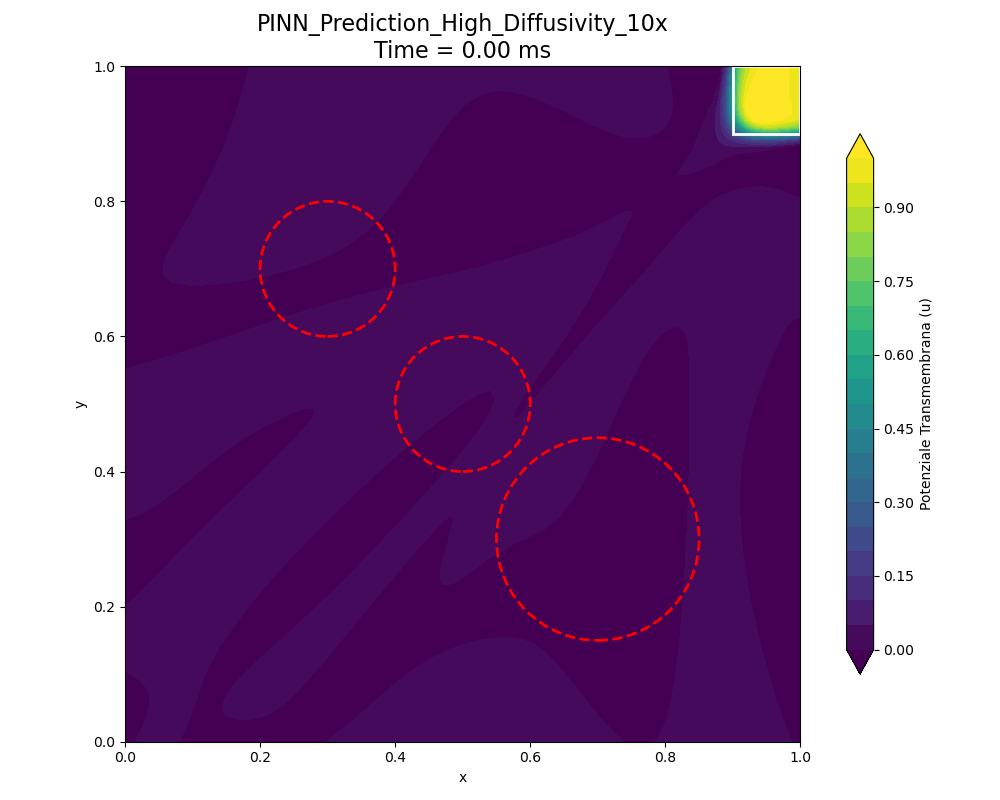 PINN_Prediction_High_Diffusivity_10x
Time = 0.00 ms
1.0
0.8
0.6
0.4
0.2
0.0
y
0.0 0.2 0.4 0.6 0.8 1.0
x
0.90
0.75
0.60
0.45
0.30
0.15
0.00
Potenziale Transmembrana (u)